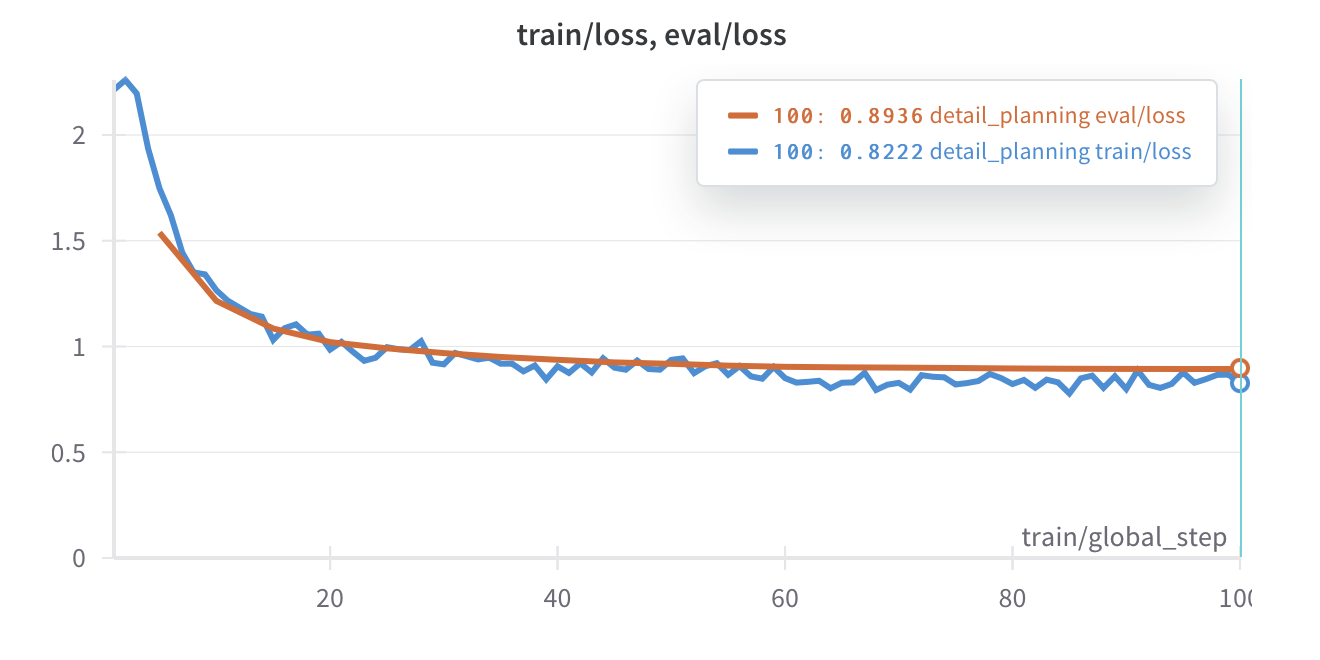 train/loss, eval/loss
100: 0.8936 detail_planning eval/loss
100: 0.8222 detail_planning train/loss
2
1.5
1
0.5
0
train/global_step
20 40 60 80 100